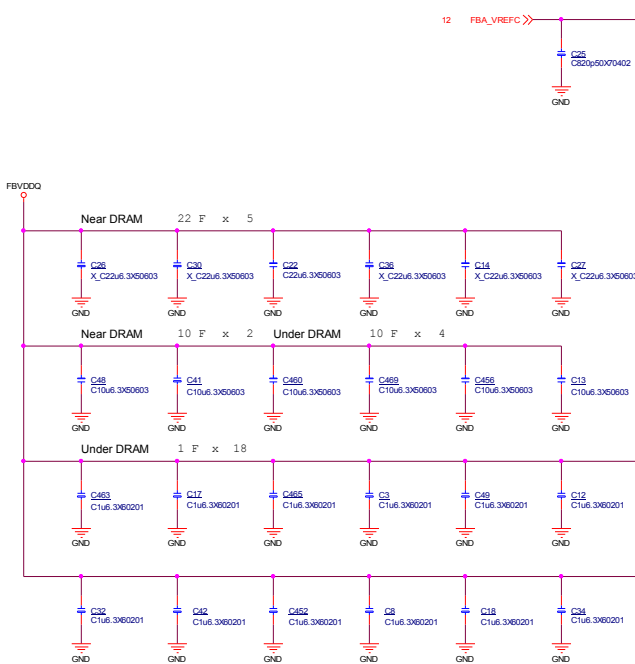 12 FBA_VREFC
C25
C820p50X70402
GND
FBVDDQ
Near DRAM 22 F x 5
C26 C30 C22 C36 C14 C27
X_C22u6.3X50603 X_C22u6.3X50603 C22u6.3X50603 X_C22u6.3X50603 X_C22u6.3X50603 X_C22u6.3X50603
GND GND GND GND GND GND
Near DRAM 10 F x 2 Under DRAM 10 F x 4
C48 C41 C460 C469 C456 C13
C10u6.3X50603 C10u6.3X50603 C10u6.3X50603 C10u6.3X50603 C10u6.3X50603 C10u6.3X50603
GND GND GND GND GND GND
Under DRAM 1 F x 18
C463 C17 C465 C3 C49 C12
C1u6.3X60201 C1u6.3X60201 C1u6.3X60201 C1u6.3X60201 C1u6.3X60201 C1u6.3X60201
GND GND GND GND GND GND
C32 C42 C452 C8 C18 C34
C1u6.3X60201 C1u6.3X60201 C1u6.3X60201 C1u6.3X60201 C1u6.3X60201 C1u6.3X60201
GND GND GND GND GND GND